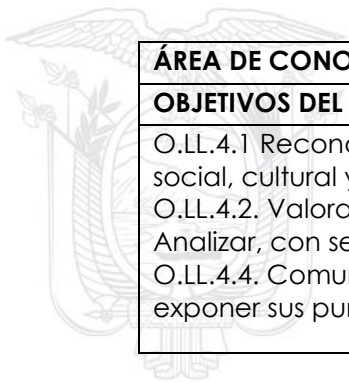 ÁREA DE CONO
OBJETIVOS DEL
O.LL.4.1 Recono
social, cultural y
O.LL.4.2. Valora
Analizar, con se
O.LL.4.4. Comu
exponer sus pu